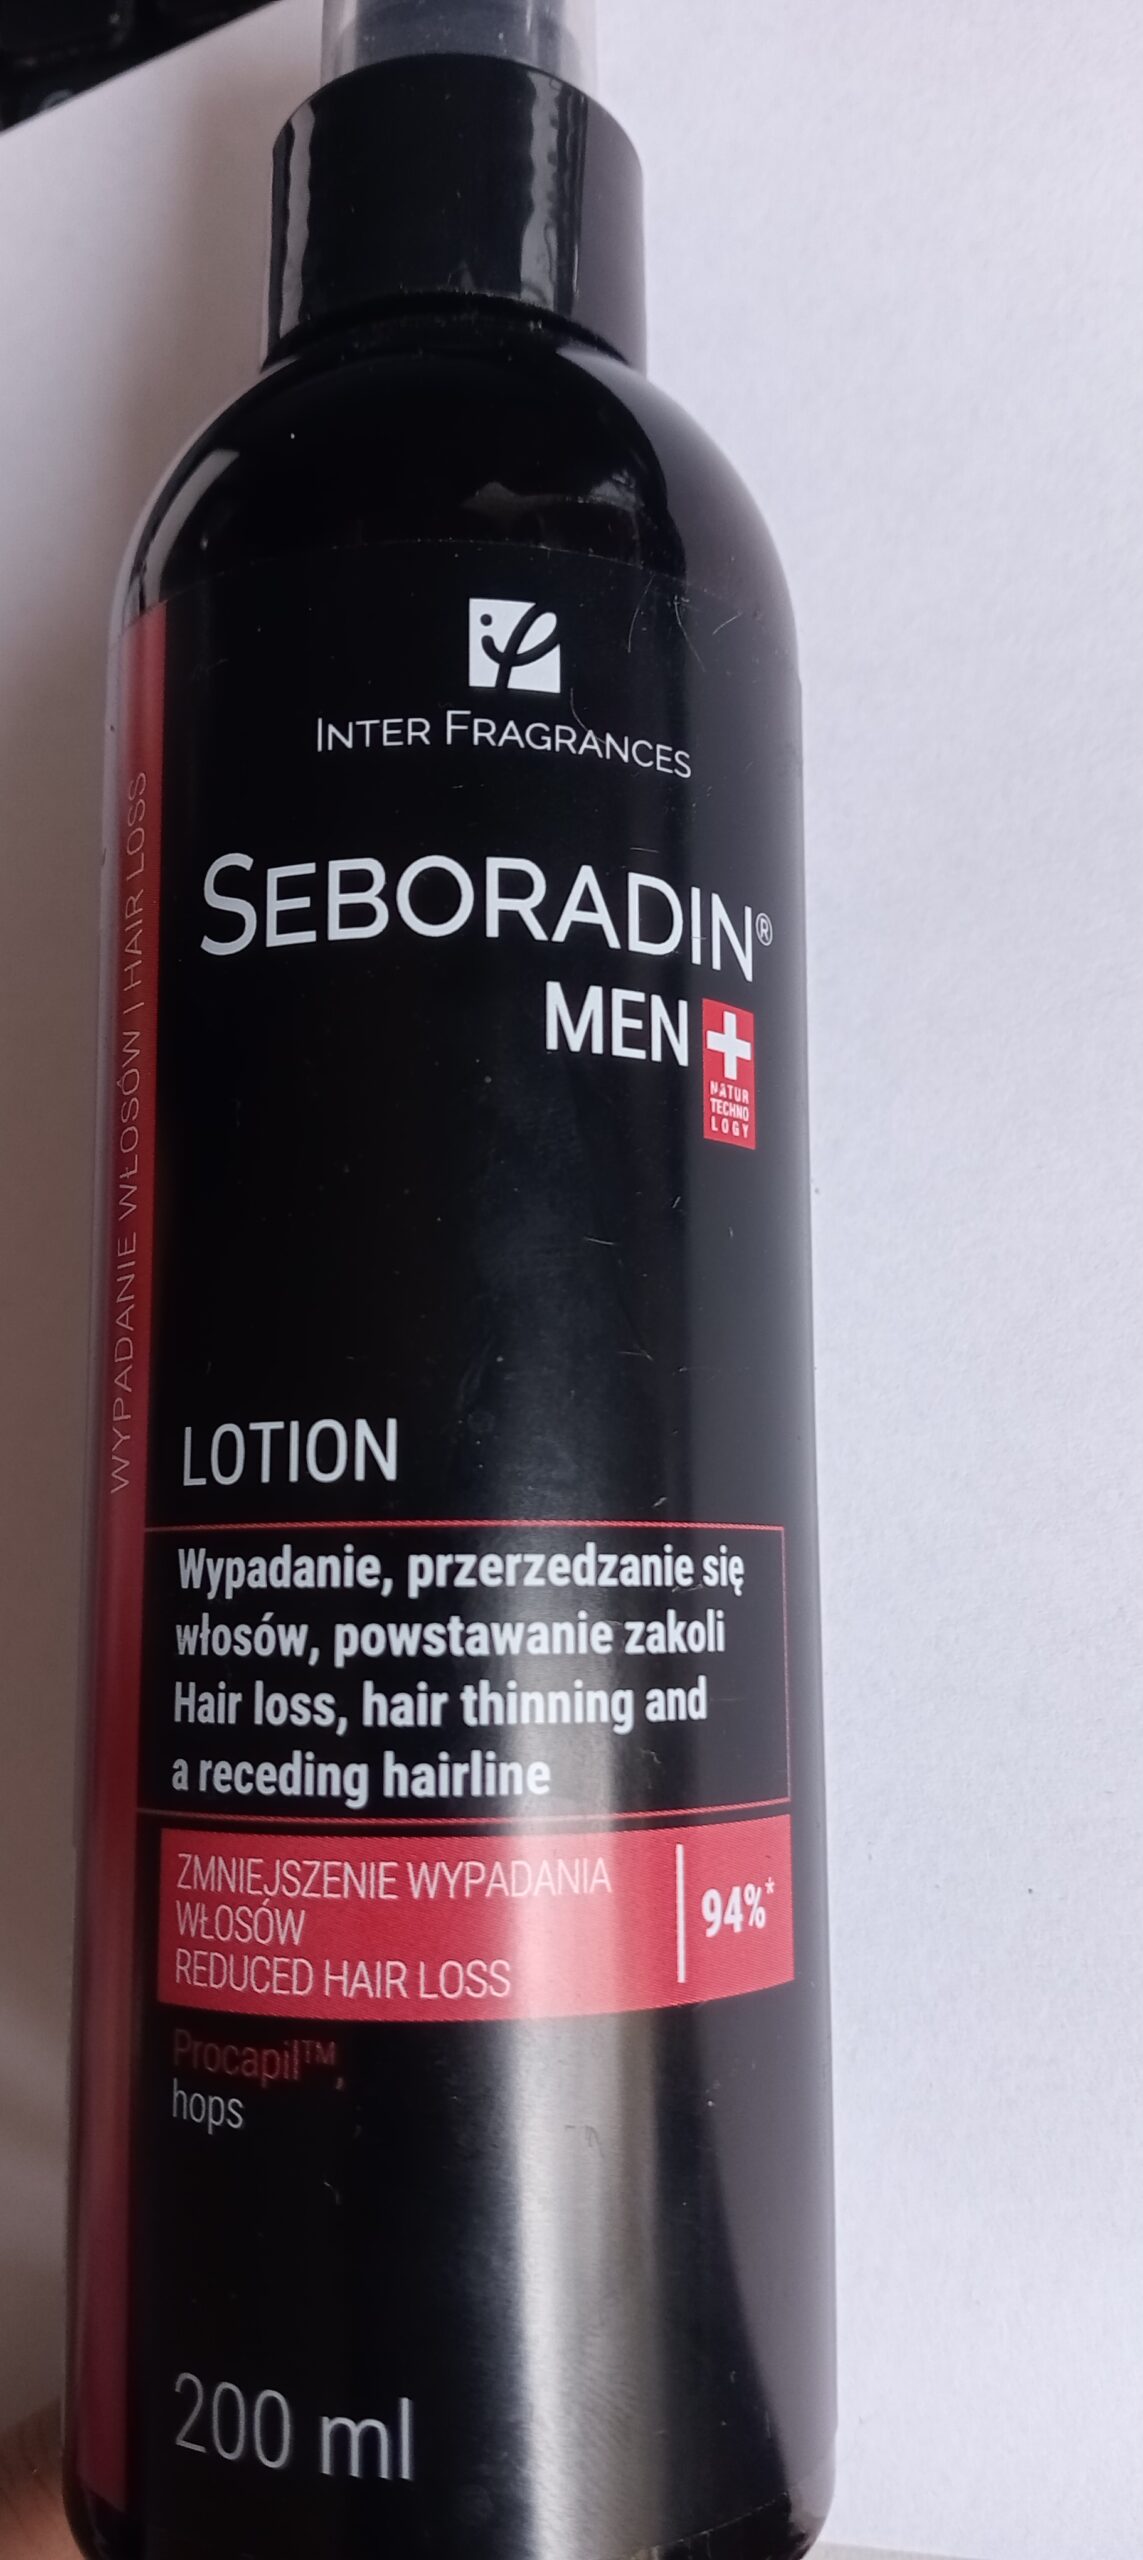 INTER FRAGRANCES
SEBORADIN®
MEN
NATUR
TECHNO
LOGY
WYPADANIE WŁOSÓW I HAIR LOSS
LOTION
Wypadanie, przerzedzanie się
włosów, powstawanie zakoli
Hair loss, hair thinning and
a receding hairline
ZMNIEJSZENIE WYPADANIA
WŁOSÓW
REDUCED HAIR LOSS
94%*
Procapil™,
hops
200 ml